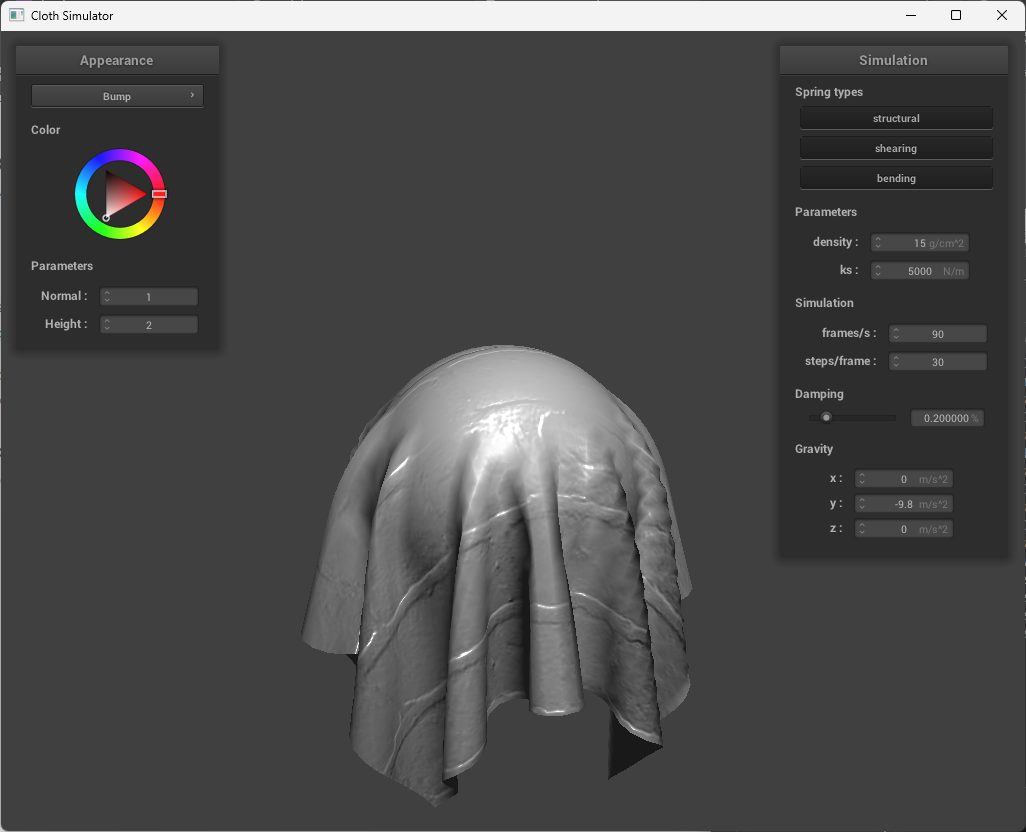 Cloth Simulator
Appearance
Bump
Color
Parameters
Normal : 1
Height : 2
Simulation
Spring types
structural
shearing
bending
Parameters
density : 15 g/cm^2
ks : 5000 N/m
Simulation
frames/s : 90
steps/frame : 30
Damping
0.200000 %
Gravity
x : 0 m/s^2
y : -9.8 m/s^2
z : 0 m/s^2